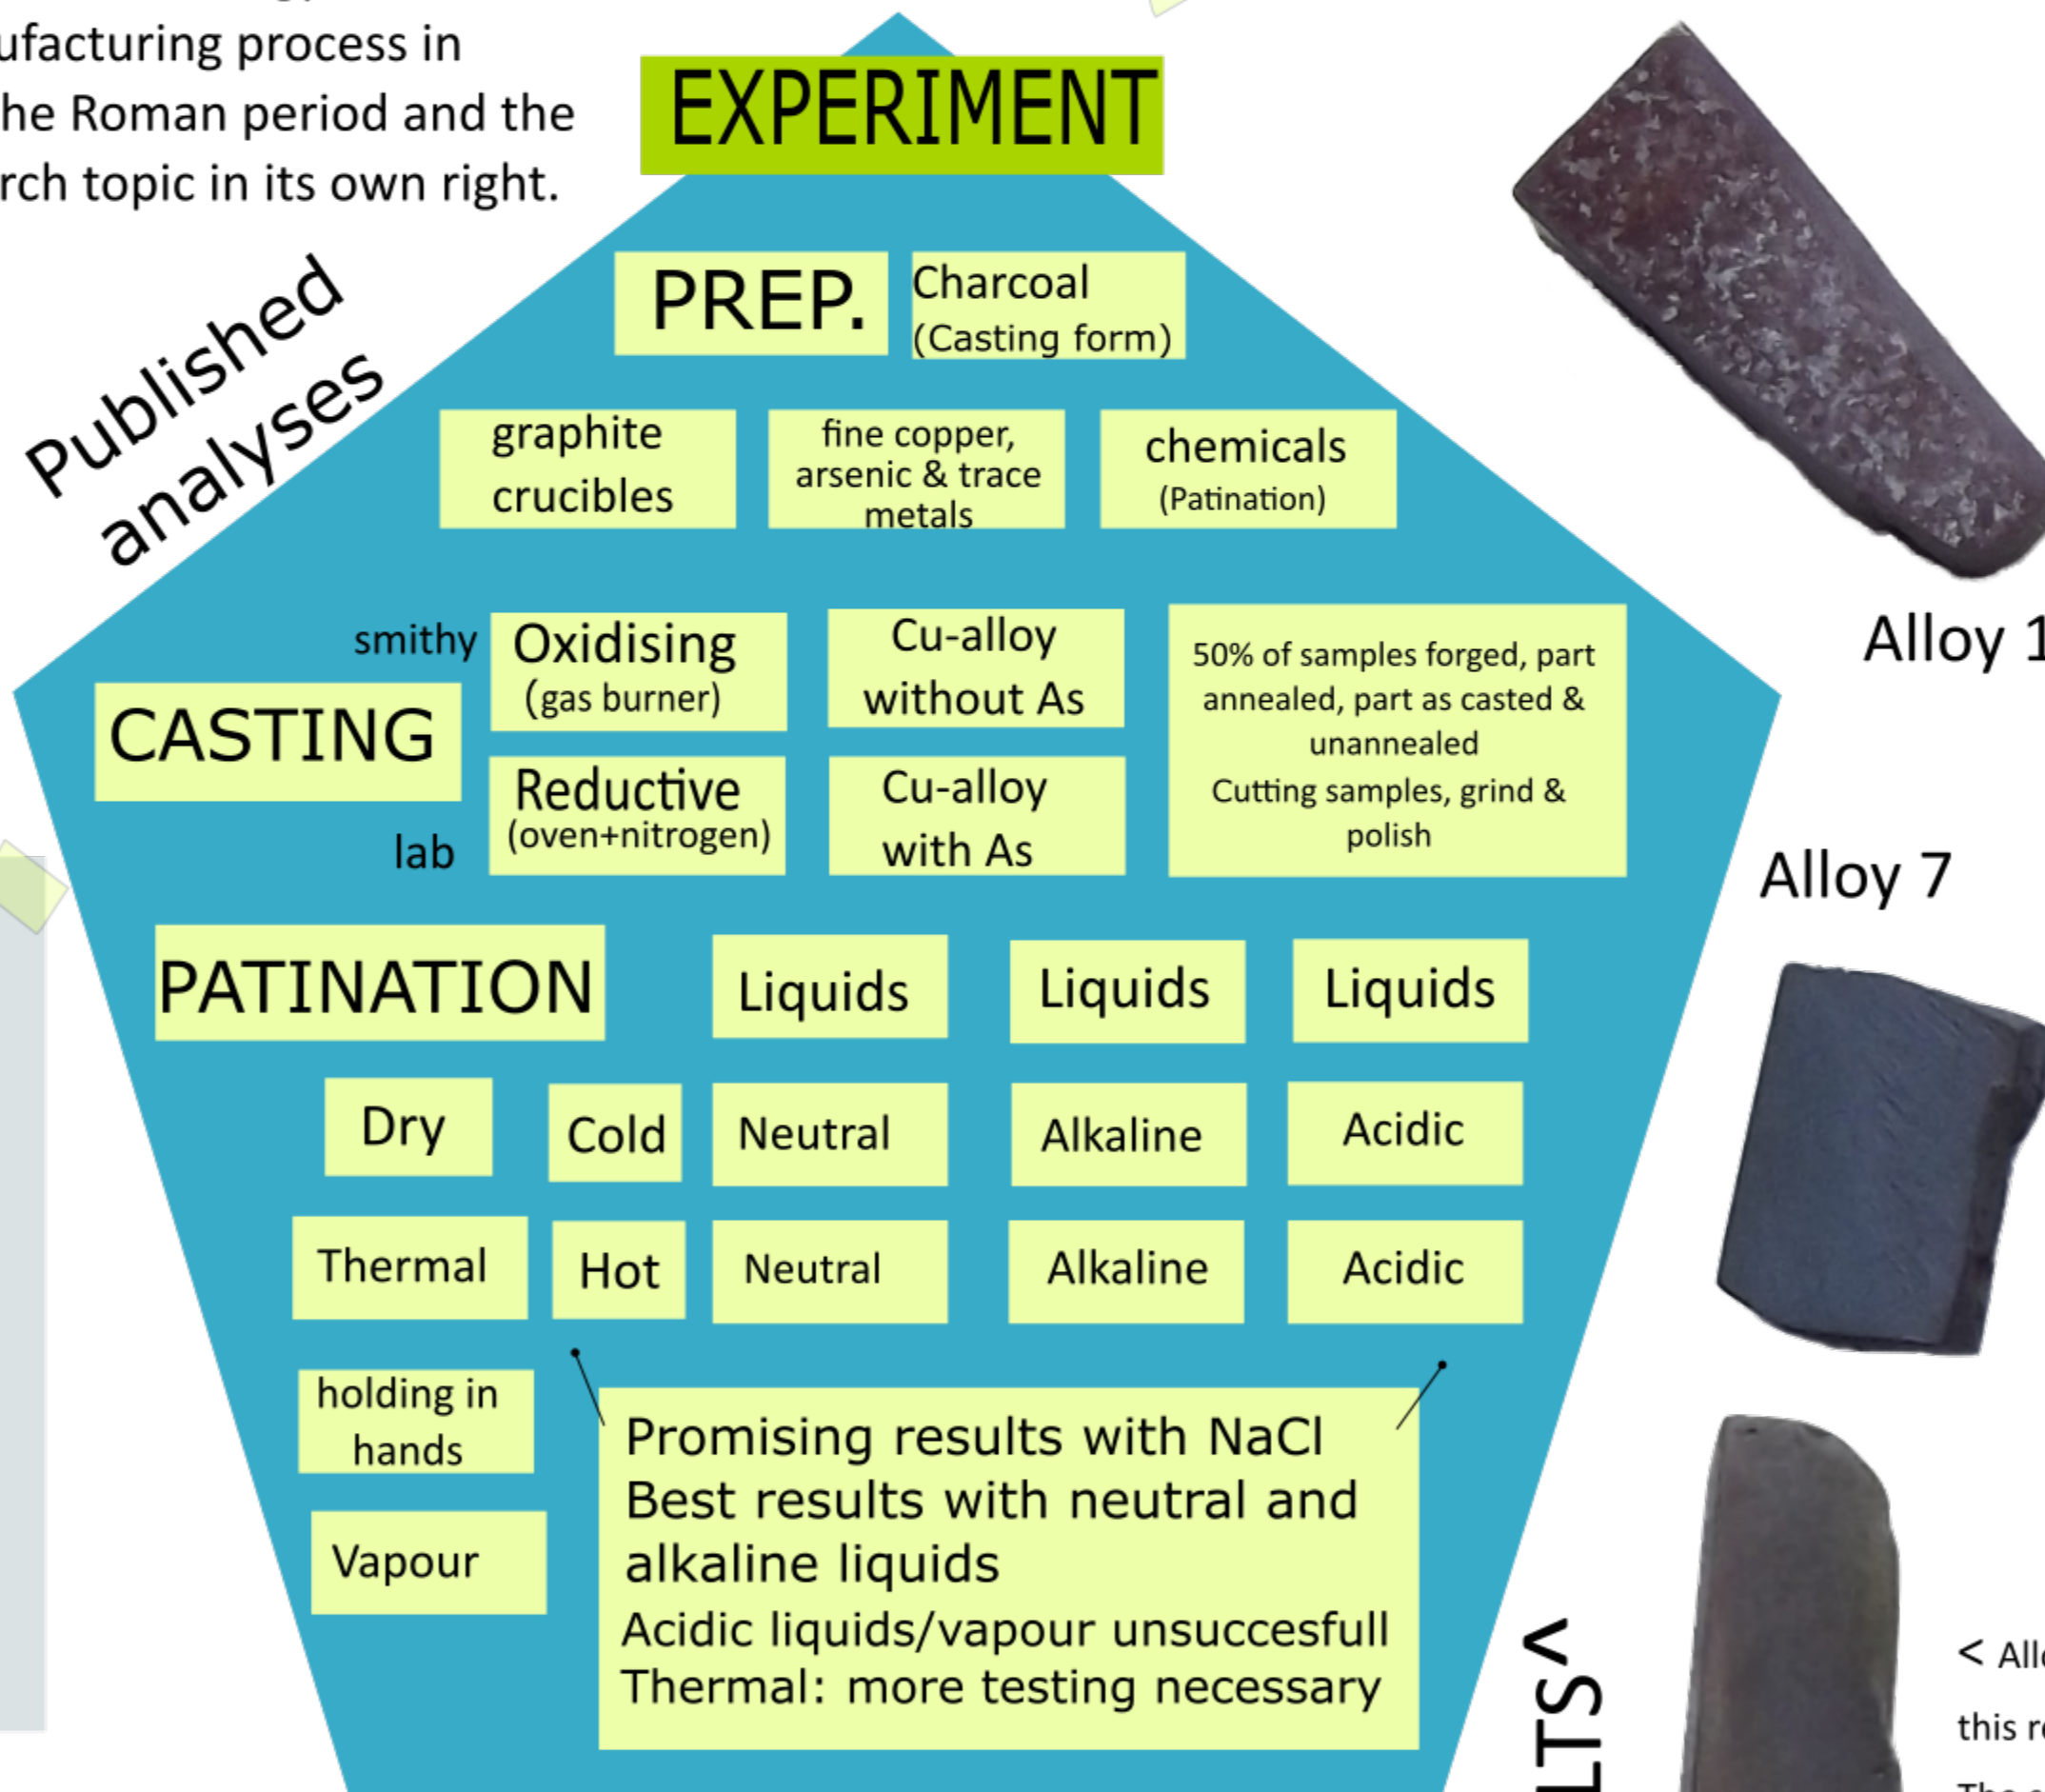 ufacturing process in
he Roman period and the
rch topic in its own right.
Published
analyses
EXPERIMENT
PREP.
Charcoal
(Casting form)
graphite
crucibles
fine copper,
arsenic & trace
metals
chemicals
(Patination)
smithy
CASTING
lab
Oxidising
(gas burner)
Reductive
(oven+nitrogen)
Cu-alloy
without As
Cu-alloy
with As
50% of samples forged, part
annealed, part as casted &
unannealed
Cutting samples, grind &
polish
PATINATION
Liquids
Liquids
Liquids
Dry
Cold
Neutral
Alkaline
Acidic
Thermal
Hot
Neutral
Alkaline
Acidic
holding in
hands
Vapour
Promising results with NaCl
Best results with neutral and
alkaline liquids
Acidic liquids/vapour unsuccesfull
Thermal: more testing necessary
Alloy 1
Alloy 7
LTS^
< All
this r